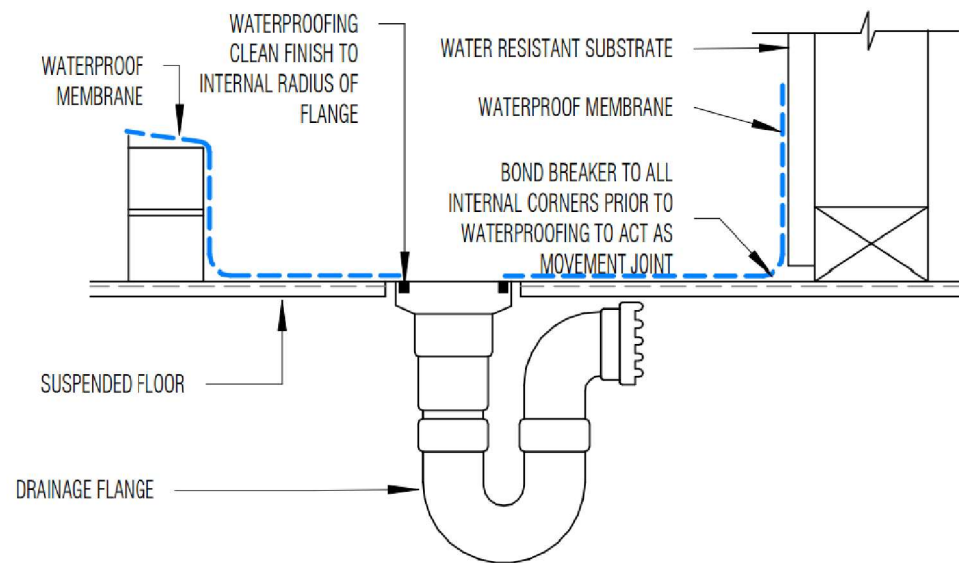 WATERPROOF
MEMBRANE
WATERPROOFING
CLEAN FINISH TO
INTERNAL RADIUS OF
FLANGE
WATER RESISTANT SUBSTRATE
WATERPROOF MEMBRANE
BOND BREAKER TO ALL
INTERNAL CORNERS PRIOR TO
WATERPROOFING TO ACT AS
MOVEMENT JOINT
SUSPENDED FLOOR
DRAINAGE FLANGE